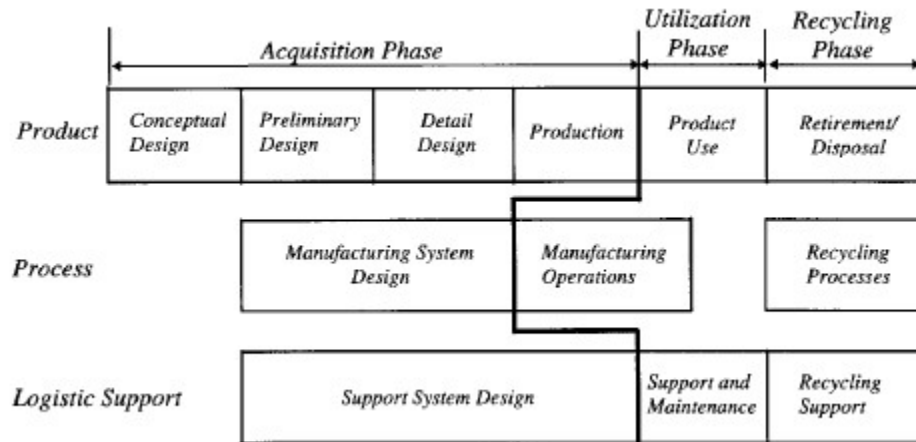 Acquisition Phase
Utilization
Phase
Recycling
Phase
Product
Conceptual
Design
Preliminary
Design
Detail
Design
Production
Product
Use
Retirement/
Disposal
Process
Manufacturing System
Design
Manufacturing
Operations
Recycling
Processes
Logistic Support
Support System Design
Support and
Maintenance
Recycling
Support